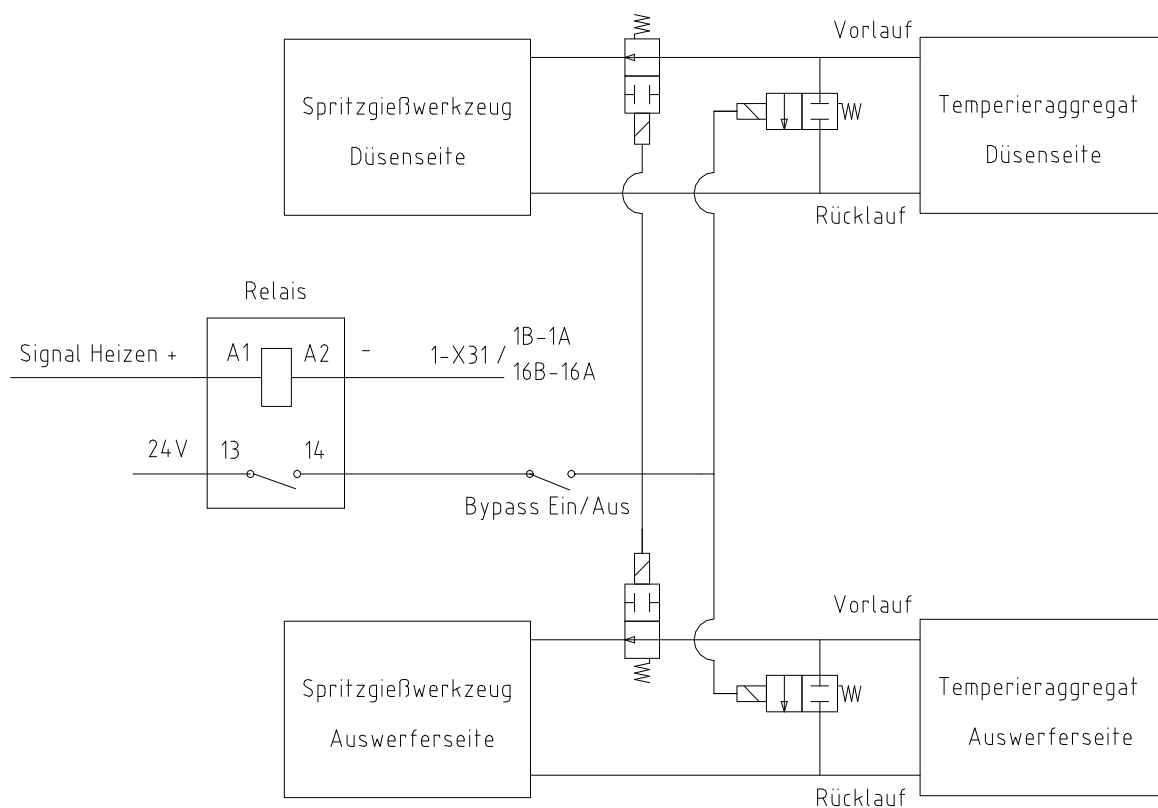 Vorlauf
Spritzgießwerkzeug
Düsenseite
Temperieraggregat
Düsenseite
Rücklauf
Relais
Signal Heizen +
A1
A2
-
1-X31 /
1B-1A
16B-16A
24V
13
14
Bypass Ein/Aus
Vorlauf
Spritzgießwerkzeug
Auswerferseite
Temperieraggregat
Auswerferseite
Rücklauf